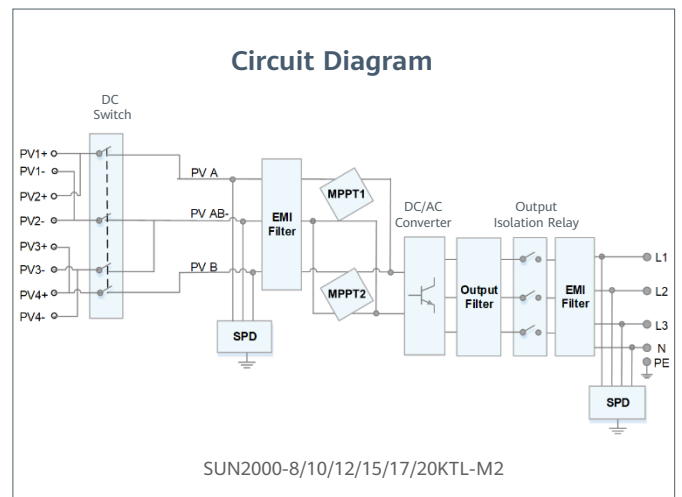 Circuit Diagram
DC
Switch
PV1+
PV1-
PV2+
PV2-
PV3+
PV3-
PV4+
PV4-
PV A
PV AB-
PV B
EMI
Filter
SPD
MPPT1
MPPT2
DC/AC
Converter
Output
Filter
Output
Isolation Relay
EMI
Filter
L1
L2
L3
N
PE
SPD
SUN2000-8/10/12/15/17/20KTL-M2